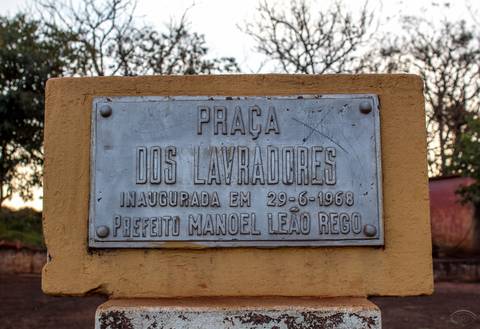 PRAÇA
DOS LAVRADORES
INAUGURADA EM 29-6-1968
PREFEITO MANOEL LEÃO REGO